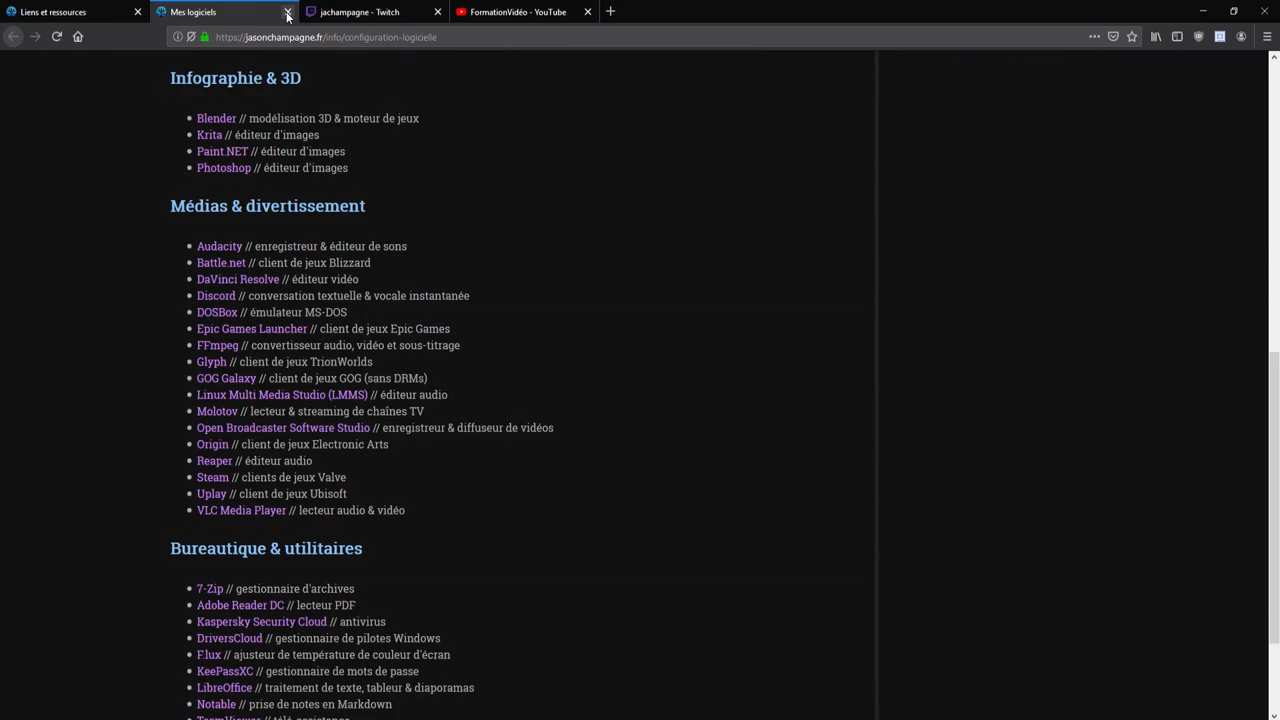 Liens et ressources
Mes logiciels
jachampagne - Twitch
FormationVidéo - YouTube
https://jasonchampagne.fr/info/configuration-logicielle
Infographie & 3D
Blender // modélisation 3D & moteur de jeux
Krita // éditeur d'images
Paint.NET // éditeur d'images
Photoshop // éditeur d'images
Médias & divertissement
Audacity // enregistreur & éditeur de sons
Battle.net // client de jeux Blizzard
DaVinci Resolve // éditeur vidéo
Discord // conversation textuelle & vocale instantanée
DOSBox // émulateur MS-DOS
Epic Games Launcher // client de jeux Epic Games
FFmpeg // convertisseur audio, vidéo et sous-titrage
Glyph // client de jeux TrionWorlds
GOG Galaxy // client de jeux GOG (sans DRMs)
Linux Multi Media Studio (LMMS) // éditeur audio
Molotov // lecteur & streaming de chaînes TV
Open Broadcaster Software Studio // enregistreur & diffuseur de vidéos
Origin // client de jeux Electronic Arts
Reaper // éditeur audio
Steam // clients de jeux Valve
Uplay // client de jeux Ubisoft
VLC Media Player // lecteur audio & vidéo
Bureautique & utilitaires
7-Zip // gestionnaire d'archives
Adobe Reader DC // lecteur PDF
Kaspersky Security Cloud // antivirus
DriversCloud // gestionnaire de pilotes Windows
F.lux // ajusteur de température de couleur d'écran
KeePassXC // gestionnaire de mots de passe
LibreOffice // traitement de texte, tableur & diaporamas
Notable // prise de notes en Markdown
TeamViewer // télé-assistance